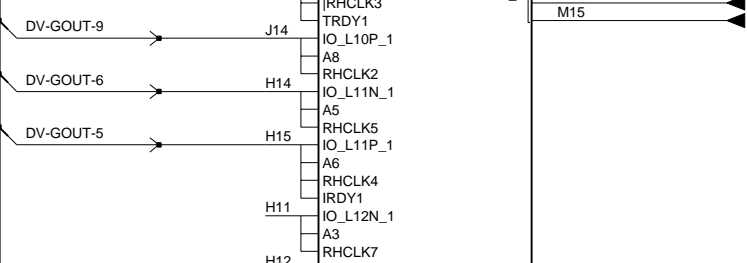 RHCLK3
TRDY1
M15
DV-GOUT-9
J14
IO_L10P_1
A8
RHCLK2
DV-GOUT-6
H14
IO_L11N_1
A5
RHCLK5
DV-GOUT-5
H15
IO_L11P_1
A6
RHCLK4
IRDY1
H11
IO_L12N_1
A3
RHCLK7
H12